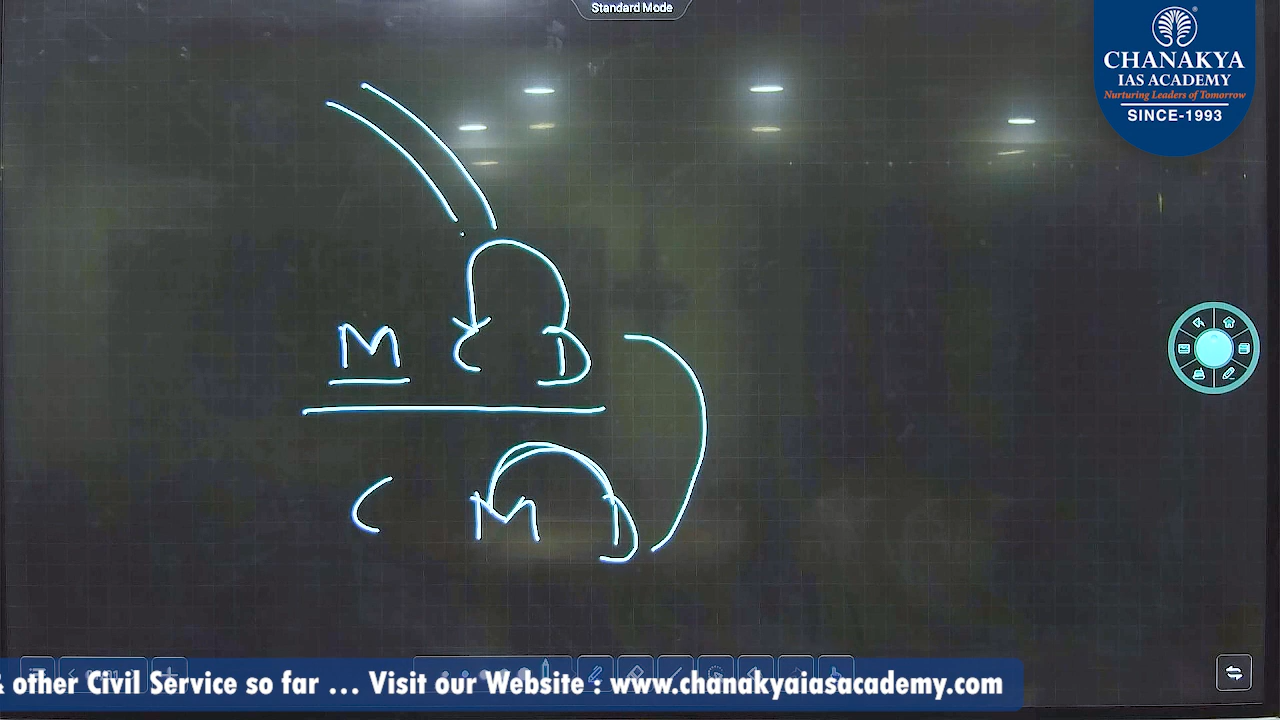 Standard Mode
CHANAKYA
IAS ACADEMY
Nurturing Leaders of Tomorrow
SINCE-1993
M C D
C M D
& other Civil Service so far ... Visit our Website : www.chanakyaiasacademy.com